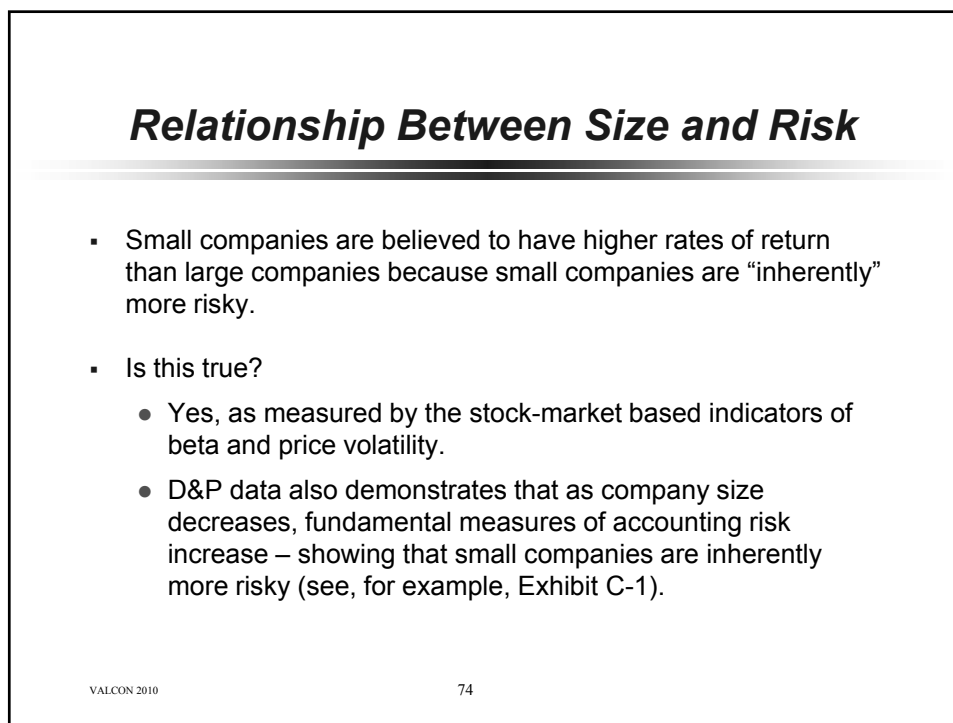 Relationship Between Size and Risk
▪ Small companies are believed to have higher rates of return
than large companies because small companies are “inherently”
more risky.
▪ Is this true?
● Yes, as measured by the stock-market based indicators of
beta and price volatility.
● D&P data also demonstrates that as company size
decreases, fundamental measures of accounting risk
increase – showing that small companies are inherently
more risky (see, for example, Exhibit C-1).
VALCON 2010
74